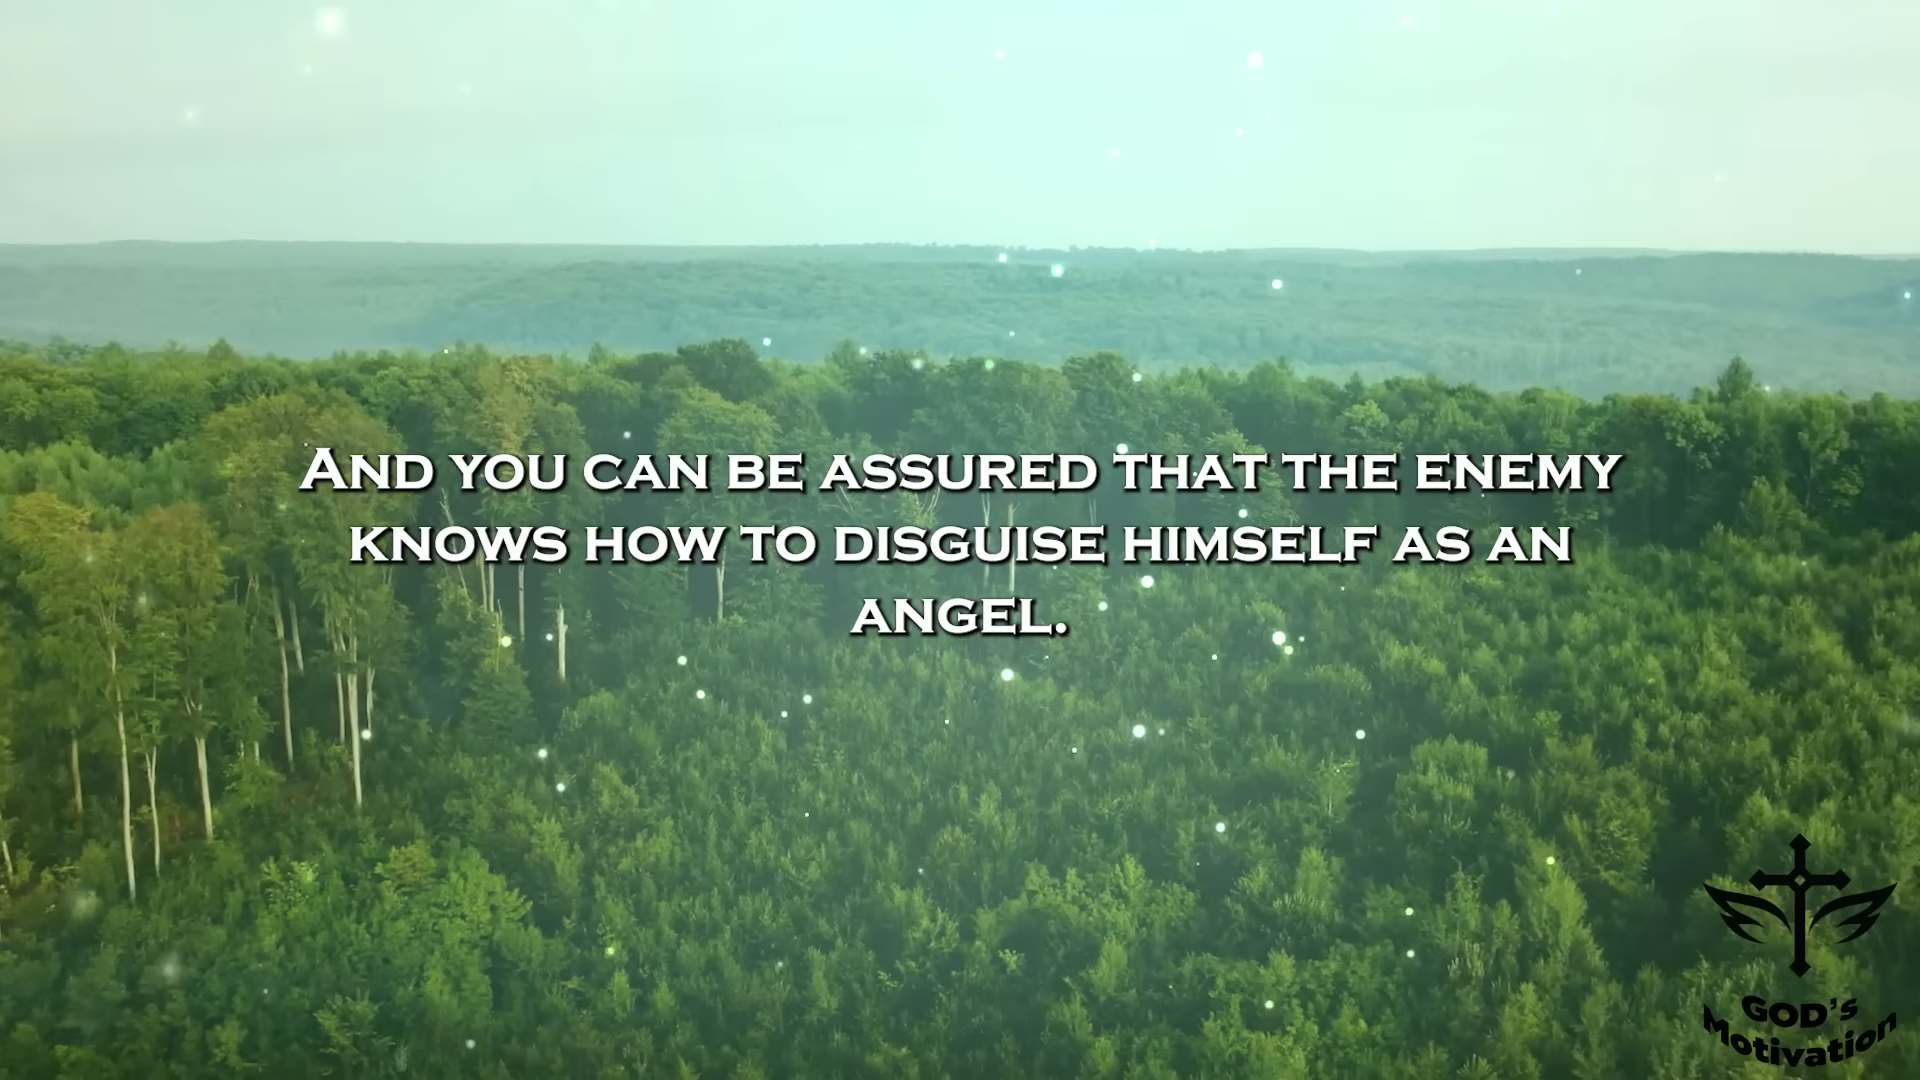 And you can be assured that the enemy
knows how to disguise himself as an
angel.
GOD's
Motivation